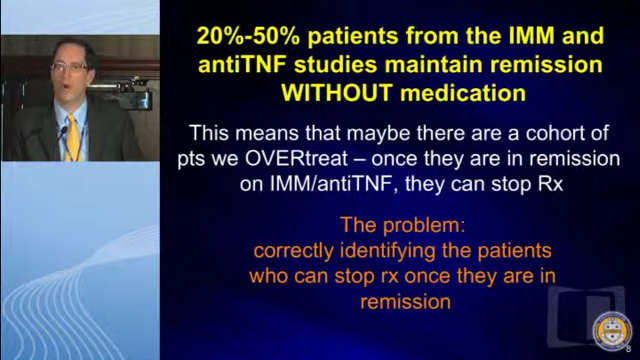 20%-50% patients from the IMM and
antiTNF studies maintain remission
WITHOUT medication
This means that maybe there are a cohort of
pts we OVERtreat – once they are in remission
on IMM/antiTNF, they can stop Rx
The problem:
correctly identifying the patients
who can stop rx once they are in
remission
8